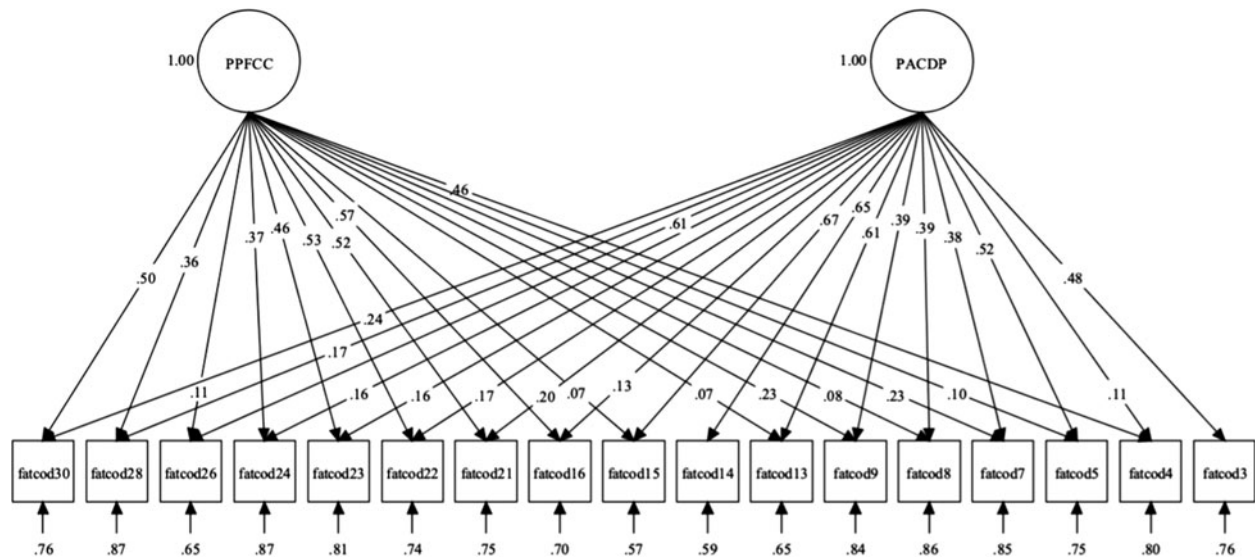 1.00 PPFCC 1.00 PACDP
.46
.57 .67 .65
.37 .46 .53 .52 .61 .61 .39 .39 .38 .52
.50 .36 .48
.24
.17
.11 .16 .16 .17 .20 .07 .13 .07 .23 .08 .23 .10 .11
fatcod30 fatcod28 fatcod26 fatcod24 fatcod23 fatcod22 fatcod21 fatcod16 fatcod15 fatcod14 fatcod13 fatcod9 fatcod8 fatcod7 fatcod5 fatcod4 fatcod3
.76 .87 .65 .87 .81 .74 .75 .70 .57 .59 .65 .84 .86 .85 .75 .80 .76